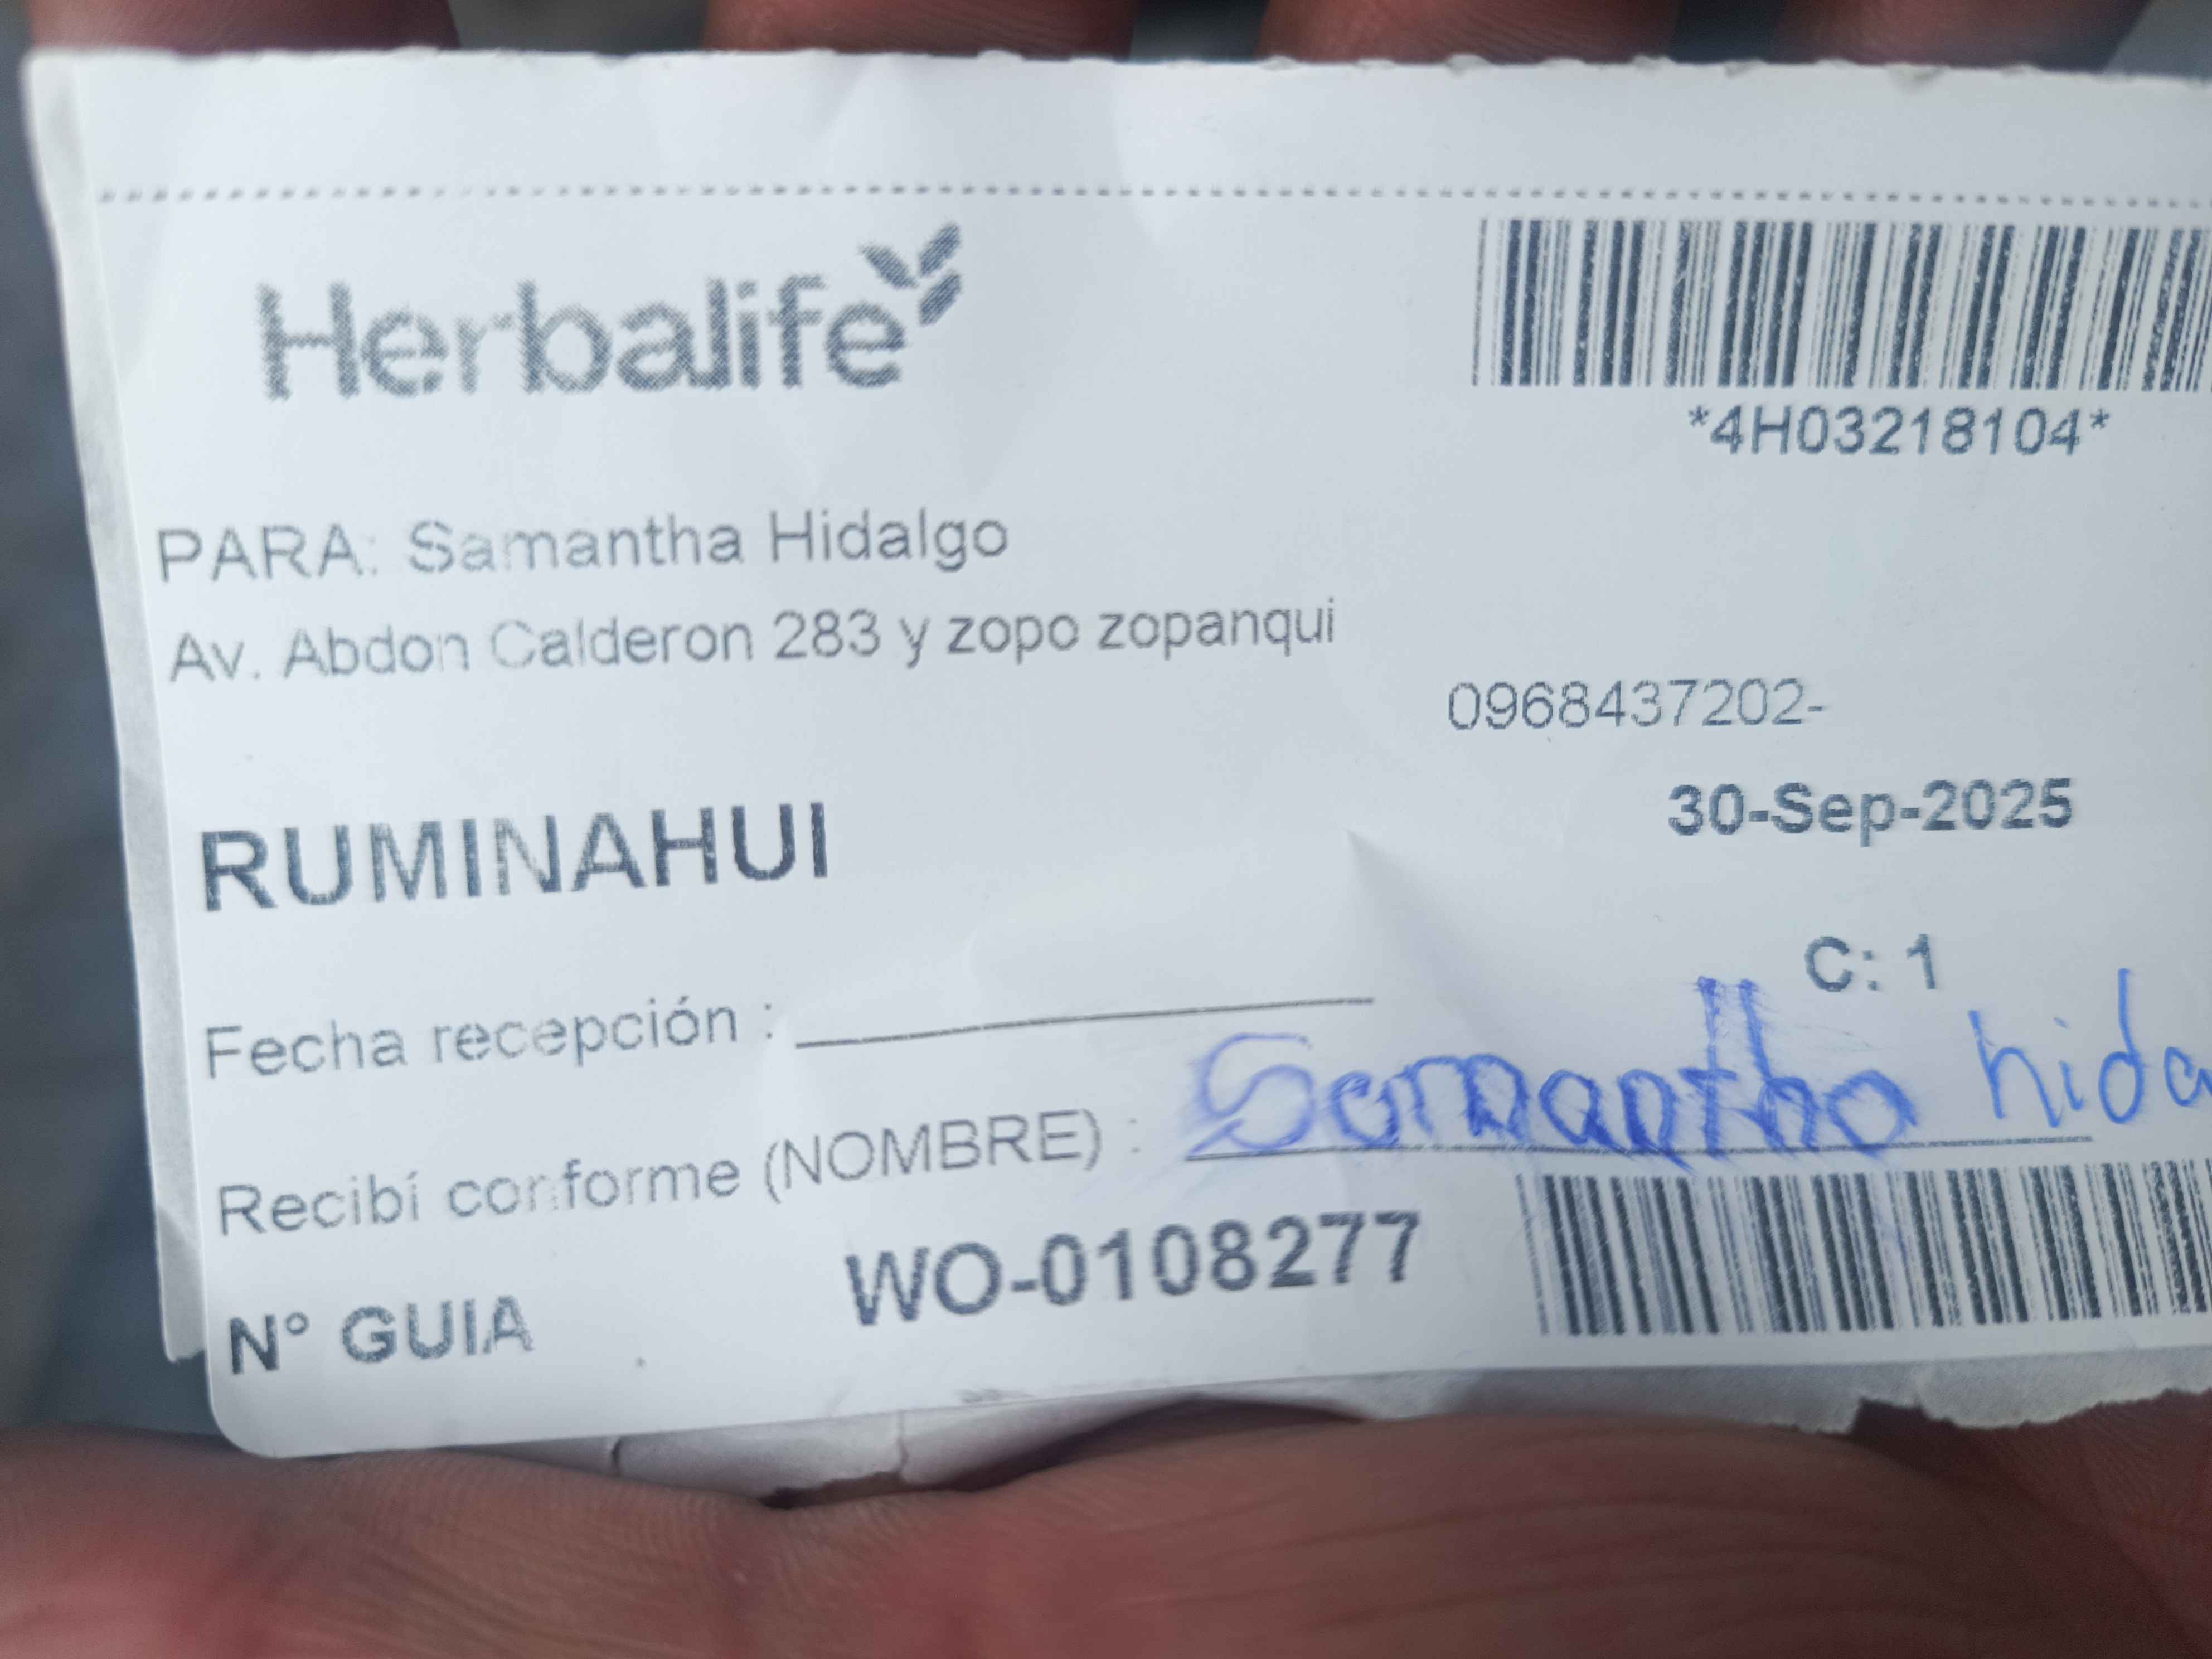 Herbalife
*4H03218104*
PARA: Samantha Hidalgo
Av. Abdon Calderon 283 y zopo zopanqui
0968437202-
RUMINAHUI
30-Sep-2025
C: 1
Fecha recepción :
Recibí conforme (NOMBRE) : Samantha hida
N° GUIA WO-0108277